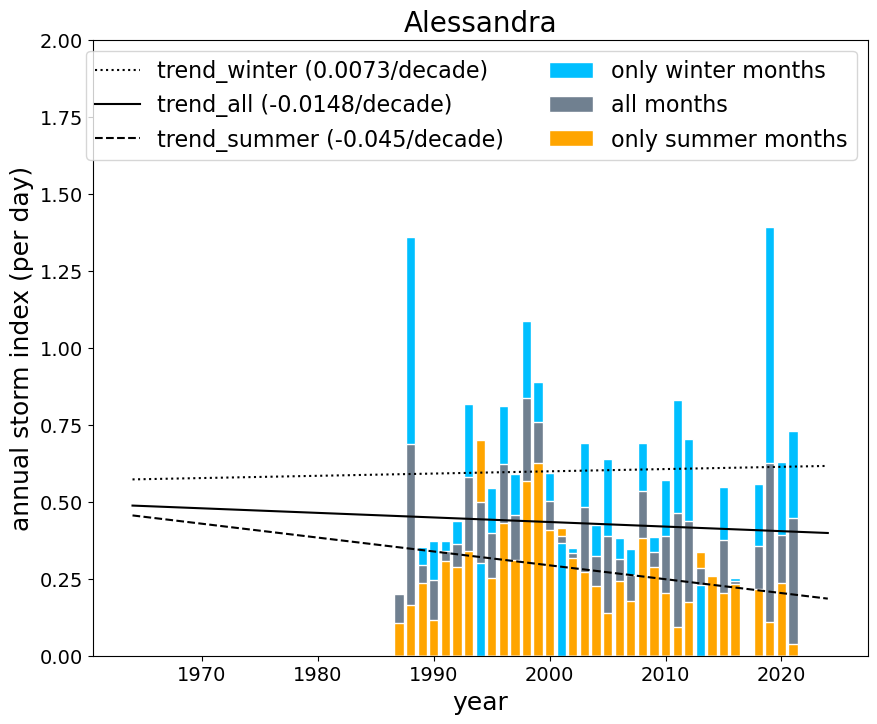 Alessandra
trend_winter (0.0073/decade)
trend_all (-0.0148/decade)
trend_summer (-0.045/decade)
only winter months
all months
only summer months
annual storm index (per day)
2.00
1.75
1.50
1.25
1.00
0.75
0.50
0.25
0.00
1970 1980 1990 2000 2010 2020
year